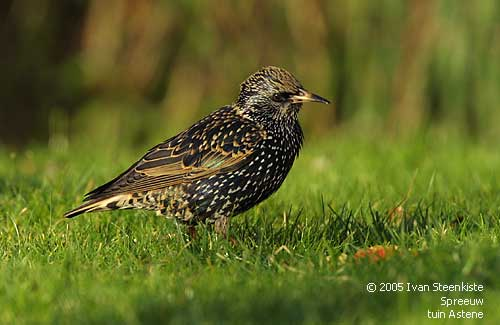 © 2005 Ivan Steenkiste
Spreeuw
tuin Astene